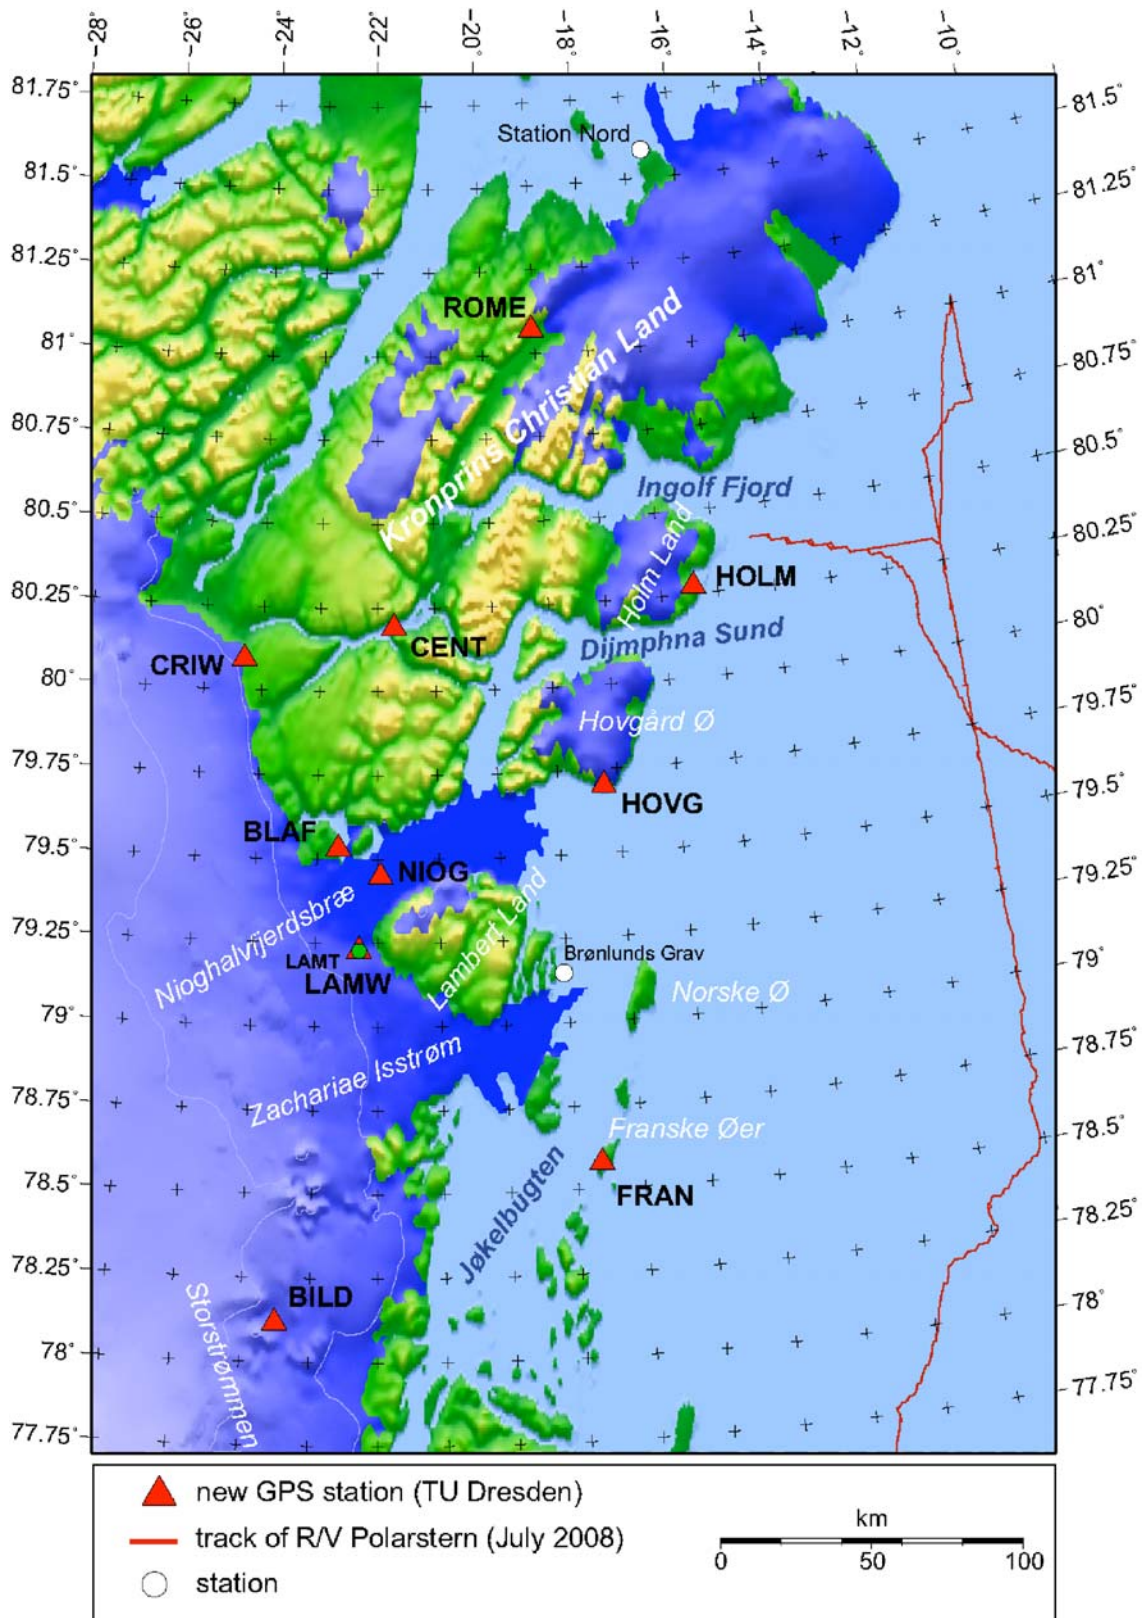 -28° -24° -22° -20° -18° -16° -14° -12° -10°
81.75°
81.5°
81.25°
81°
80.75°
80.5°
80.25°
80°
79.75°
79.5°
79.25°
79°
78.75°
78.5°
78.25°
78°
77.75°
81.5°
81.25°
81°
80.75°
80.5°
80.25°
80°
79.75°
79.5°
79.25°
79°
78.75°
78.5°
78.25°
78°
77.75°
Station Nord
ROME
Kronprins Christian Land
Ingolf Fjord
Holm Land
HOLM
Dijmphna Sund
CENT
CRIW
Hovgård Ø
HOVG
BLAF
NIOG
Nioghalvfjerdsbræ
Lambert Land
Brønlunds Grav
LAMT
LAMW
Norske Ø
Zachariae Isstrøm
Franske Øer
FRAN
Jøkelbugten
BILD
Storstrømmen
new GPS station (TU Dresden)
track of R/V Polarstern (July 2008)
station
km
0 50 100